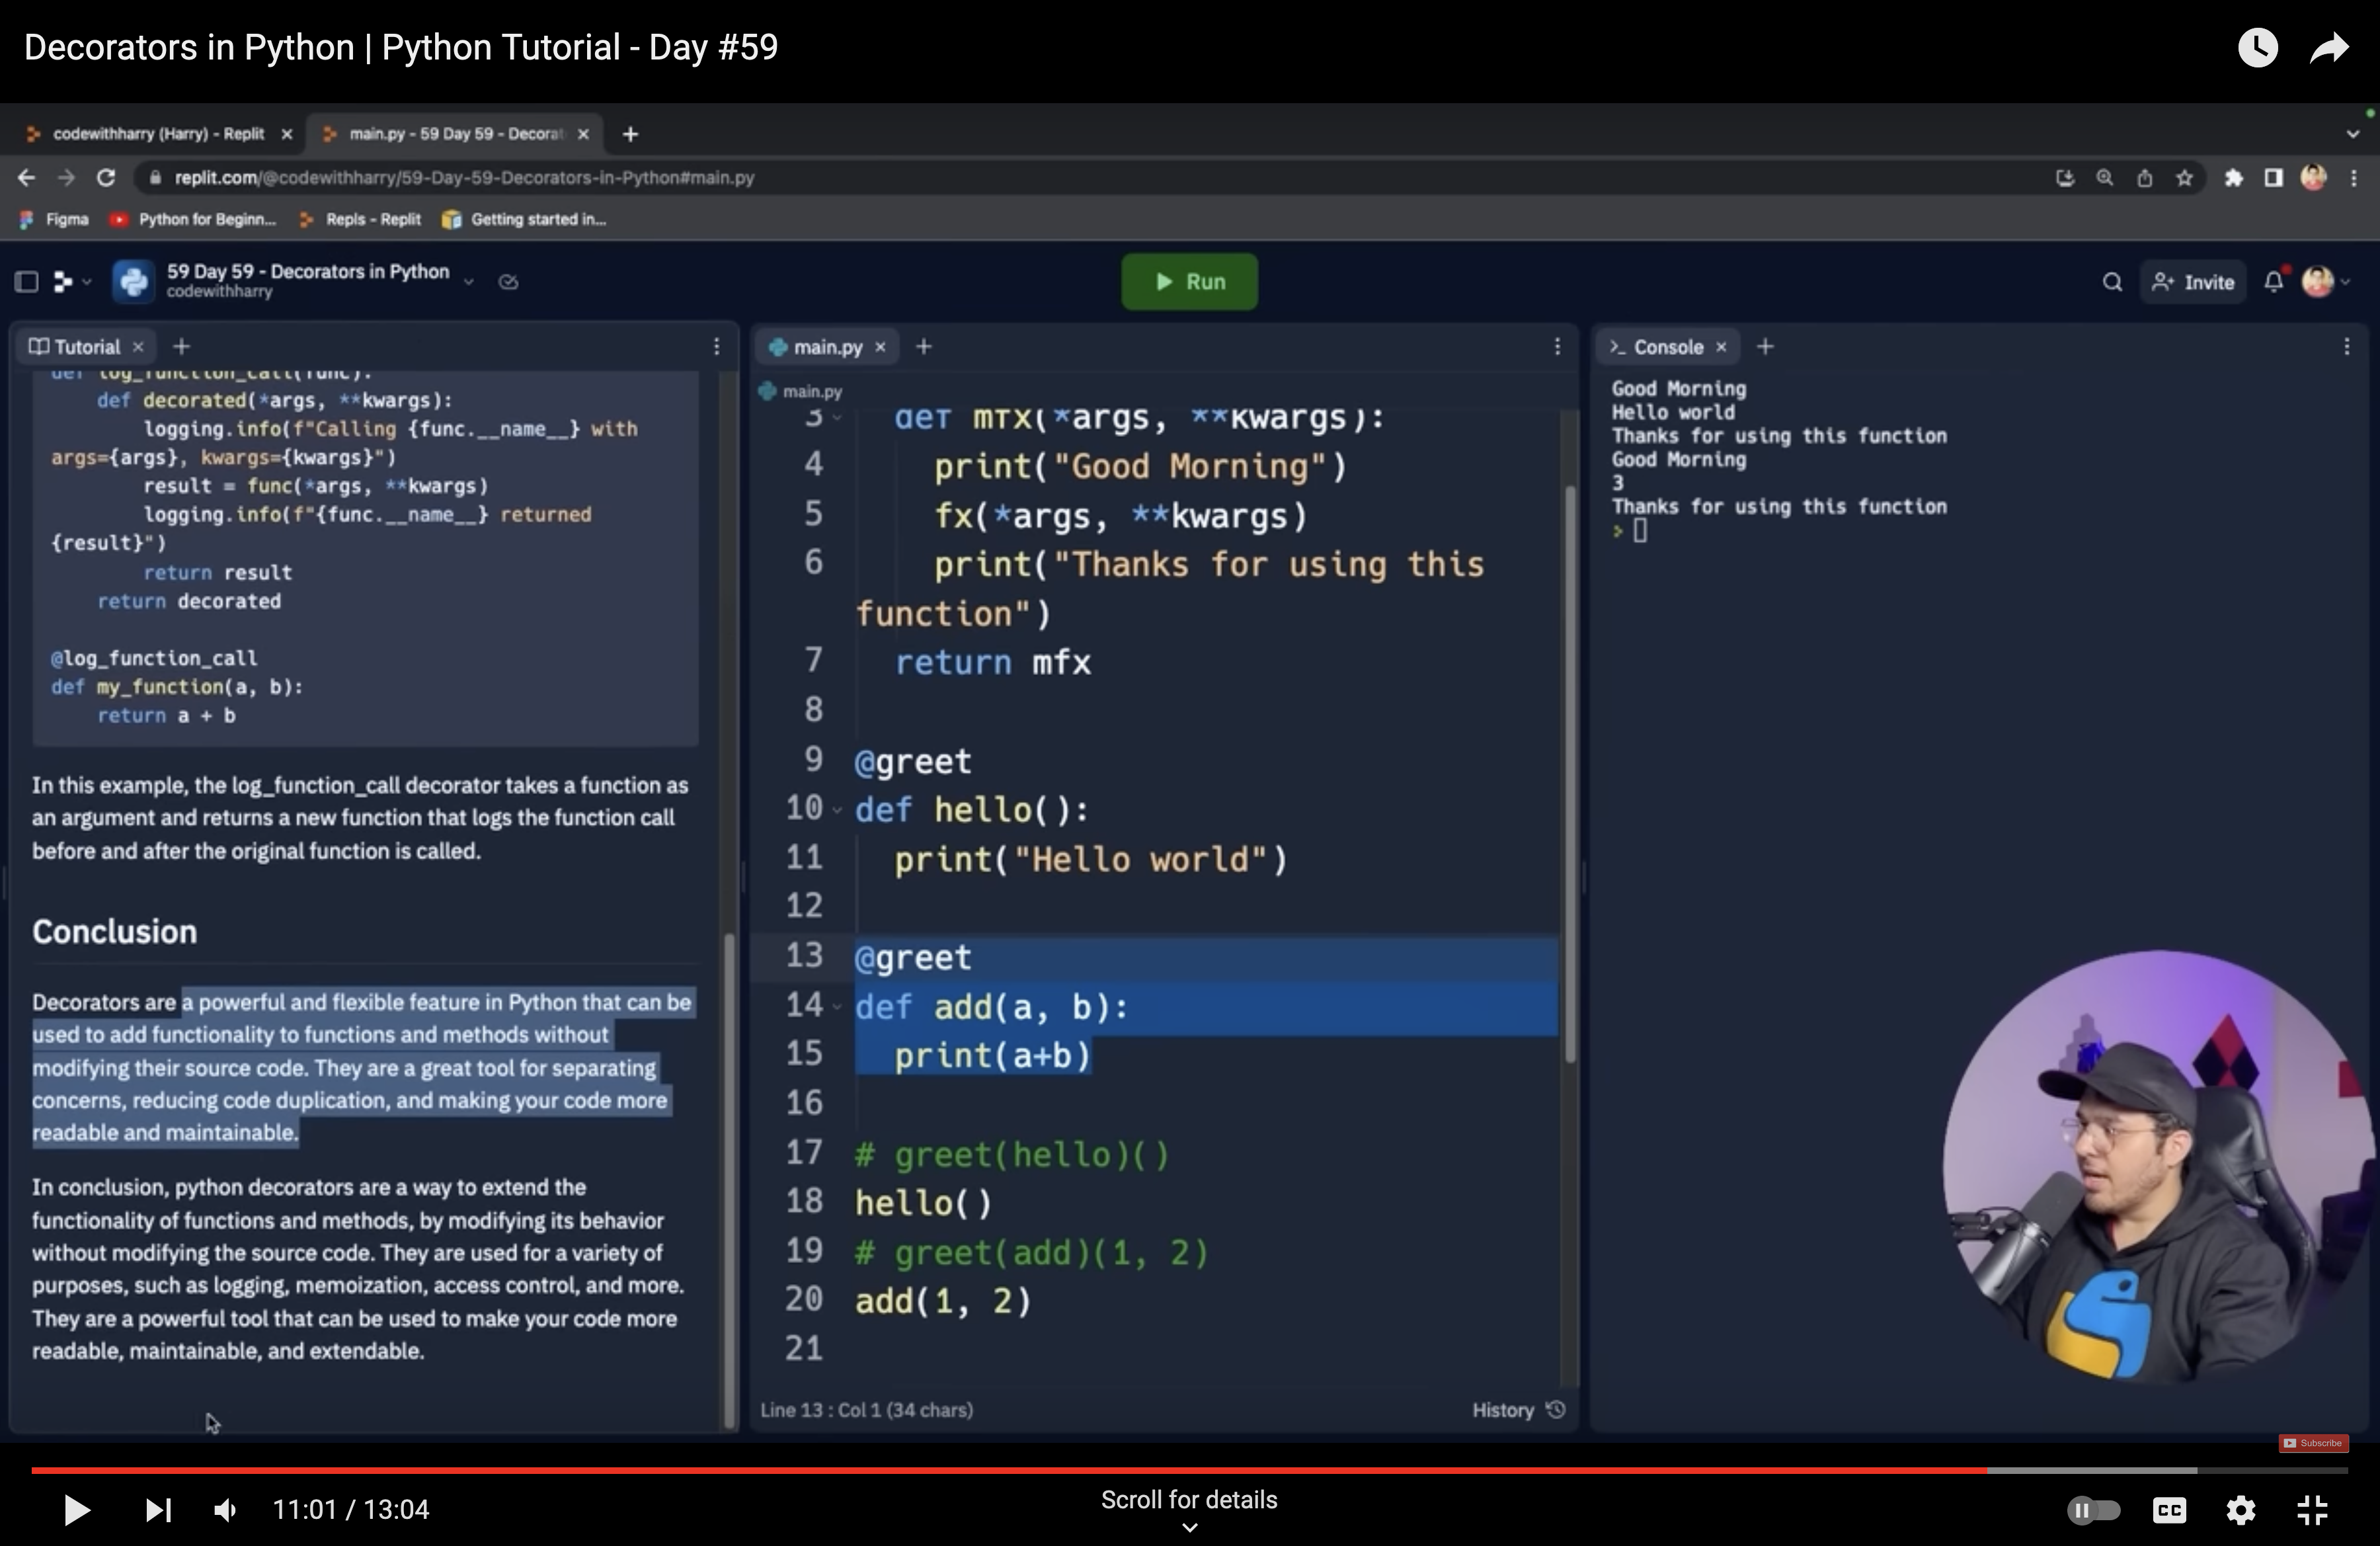 Decorators in Python | Python Tutorial - Day #59
codewithharry (Harry) - Replit
main.py - 59 Day 59 - Decorat
replit.com/@codewithharry/59-Day-59-Decorators-in-Python#main.py
Figma
Python for Beginn...
Repls - Replit
Getting started in...
59 Day 59 - Decorators in Python
codewithharry
Run
Invite
Tutorial
def log_function_call(func):
    def decorated(*args, **kwargs):
        logging.info(f"Calling {func.__name__} with
args={args}, kwargs={kwargs}")
        result = func(*args, **kwargs)
        logging.info(f"{func.__name__} returned
{result}")
        return result
    return decorated
@log_function_call
def my_function(a, b):
    return a + b
In this example, the log_function_call decorator takes a function as
an argument and returns a new function that logs the function call
before and after the original function is called.
Conclusion
Decorators are a powerful and flexible feature in Python that can be
used to add functionality to functions and methods without
modifying their source code. They are a great tool for separating
concerns, reducing code duplication, and making your code more
readable and maintainable.
In conclusion, python decorators are a way to extend the
functionality of functions and methods, by modifying its behavior
without modifying the source code. They are used for a variety of
purposes, such as logging, memoization, access control, and more.
They are a powerful tool that can be used to make your code more
readable, maintainable, and extendable.
main.py
main.py
3   def mfx(*args, **kwargs):
4     print("Good Morning")
5     fx(*args, **kwargs)
6     print("Thanks for using this
function")
7   return mfx
8
9 @greet
10 def hello():
11   print("Hello world")
12
13 @greet
14 def add(a, b):
15   print(a+b)
16
17 # greet(hello)()
18 hello()
19 # greet(add)(1, 2)
20 add(1, 2)
21
Line 13 : Col 1 (34 chars)
History
Console
Good Morning
Hello world
Thanks for using this function
Good Morning
3
Thanks for using this function
Subscribe
11:01 / 13:04
Scroll for details
CC